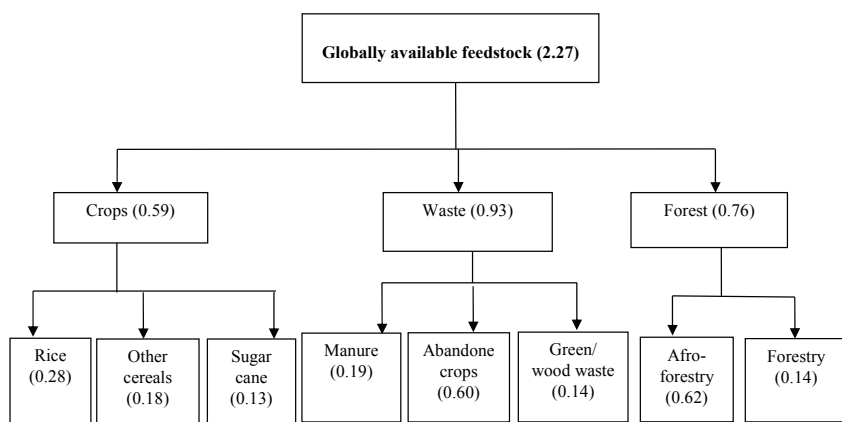 Globally available feedstock (2.27)
Crops (0.59)
Waste (0.93)
Forest (0.76)
Rice
(0.28)
Other
cereals
(0.18)
Sugar
cane
(0.13)
Manure
(0.19)
Abandone
crops
(0.60)
Green/
wood waste
(0.14)
Afro-
forestry
(0.62)
Forestry
(0.14)